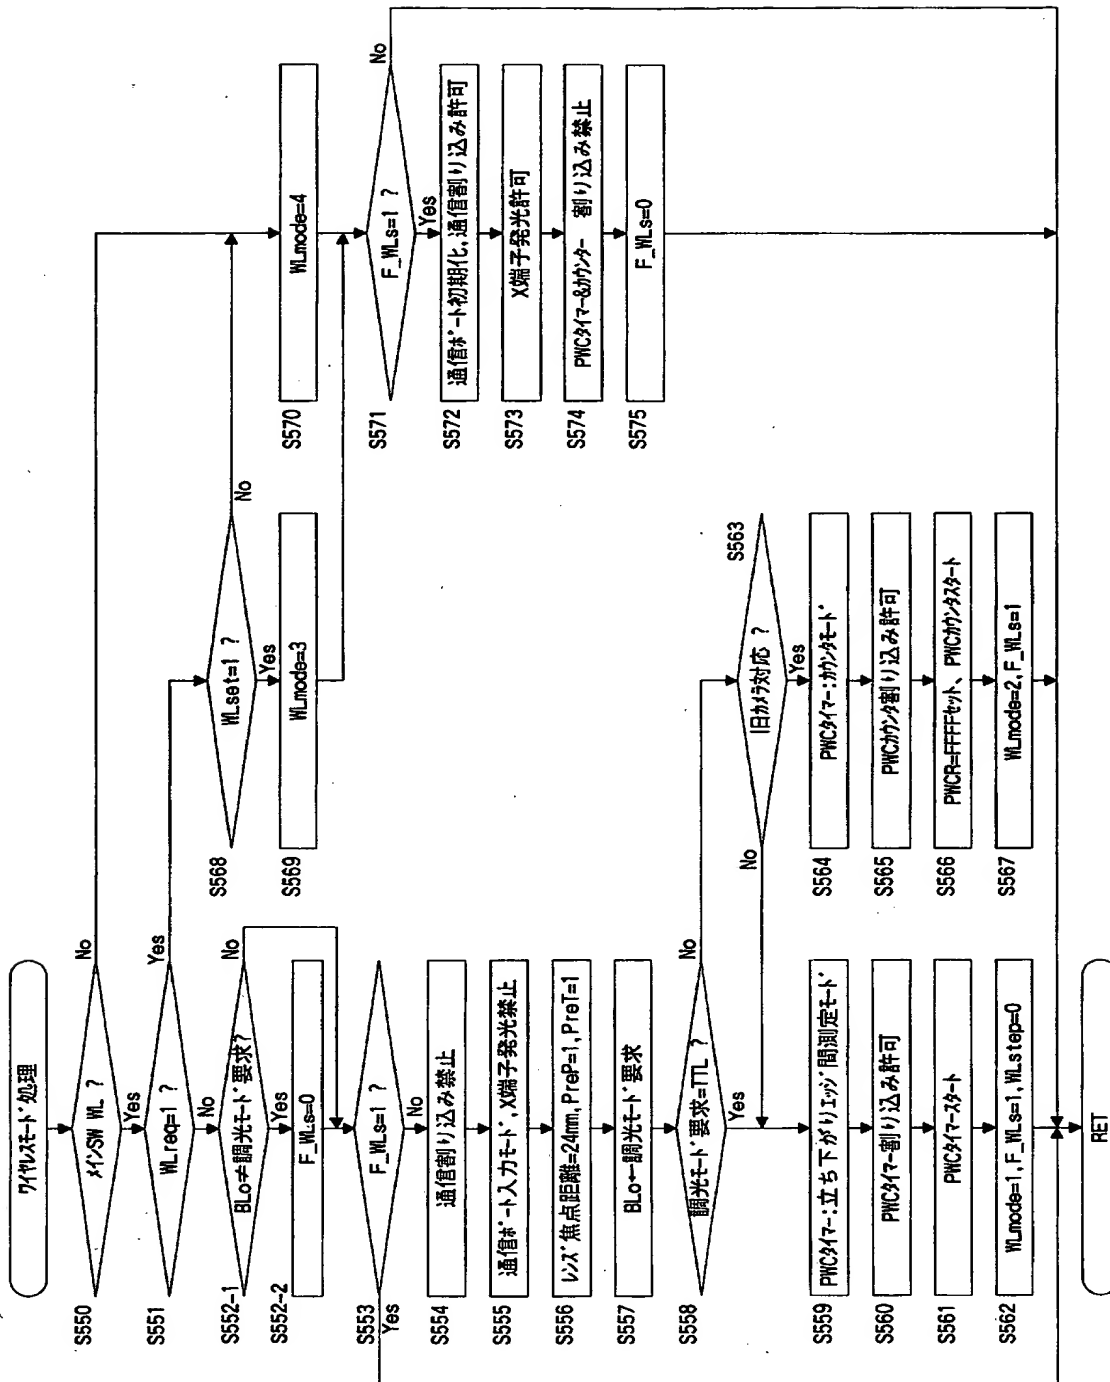 ワイヤレスモード処理
S550
メインSW WL ?
No
Yes
S551
WLreq=1 ?
Yes
No
S552-1
BLo≠調光モード要求?
No
Yes
S552-2
F_WLs=0
S553
F_WLs=1 ?
Yes
No
S554
通信割り込み禁止
S555
通信ポート入力モード, X端子発光禁止
S556
レンズ焦点距離=24mm, PreP=1, PreT=1
S557
BLo←調光モード要求
S558
調光モード要求=TTL ?
No
Yes
S559
PWCタイマー:立ち下がりエッジ間測定モード
S560
PWCタイマー割り込み許可
S561
PWCタイマースタート
S562
WLmode=1, F_WLs=1, WLstep=0
RET
S563
旧カメラ対応 ?
No
Yes
S564
PWCタイマー:カウンタモード
S565
PWCカウンタ割り込み許可
S566
PWCR=FFFFセット、PWCカウンタスタート
S567
WLmode=2, F_WLs=1
S568
WLset=1 ?
No
Yes
S569
WLmode=3
S570
WLmode=4
S571
F_WLs=1 ?
No
Yes
S572
通信ポート初期化, 通信割り込み許可
S573
X端子発光許可
S574
PWCタイマー&カウンター 割り込み禁止
S575
F_WLs=0